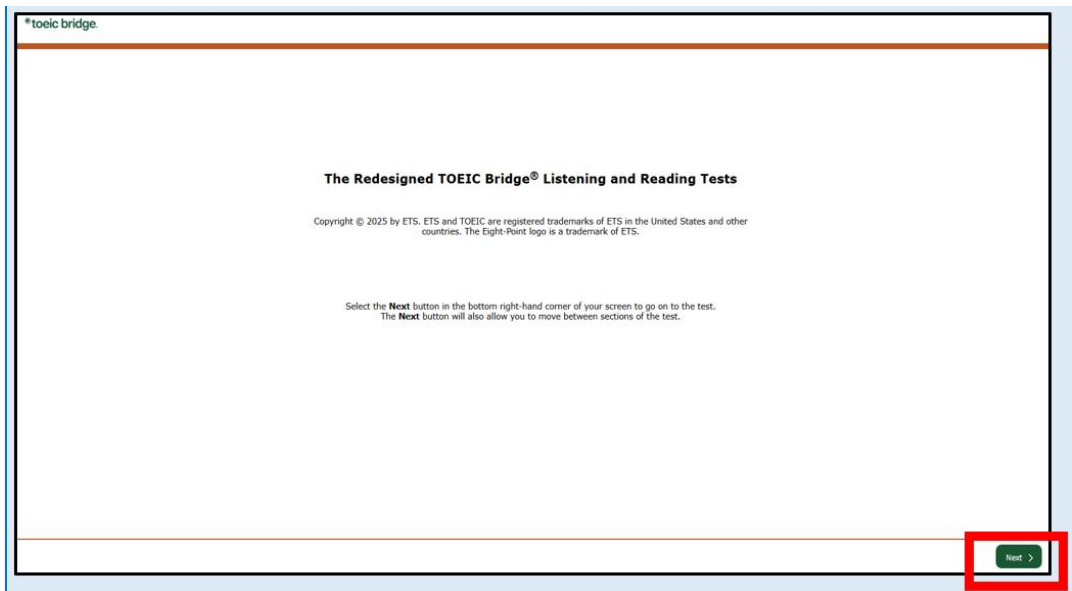 toeic bridge.
The Redesigned TOEIC Bridge® Listening and Reading Tests
Copyright © 2025 by ETS. ETS and TOEIC are registered trademarks of ETS in the United States and other
countries. The Eight-Point logo is a trademark of ETS.
Select the Next button in the bottom right-hand corner of your screen to go on to the test.
The Next button will also allow you to move between sections of the test.
Next >